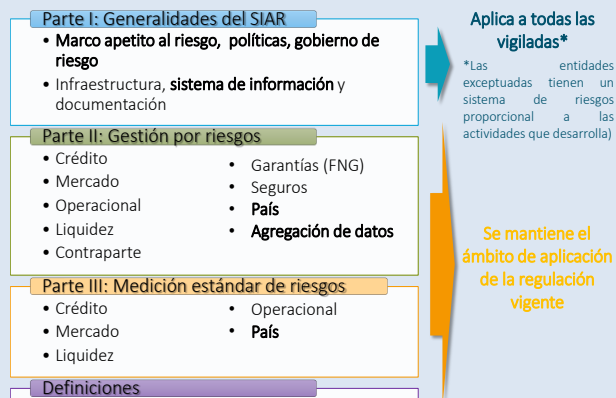 Parte I: Generalidades del SIAR
• Marco apetito al riesgo, políticas, gobierno de
riesgo
• Infraestructura, sistema de información y
documentación
Aplica a todas las
vigiladas*
*Las entidades
exceptuadas tienen un
sistema de riesgos
proporcional a las
actividades que desarrolla)
Parte II: Gestión por riesgos
• Crédito
• Mercado
• Operacional
• Liquidez
• Contraparte
• Garantías (FNG)
• Seguros
• País
• Agregación de datos
Se mantiene el
ámbito de aplicación
de la regulación
vigente
Parte III: Medición estándar de riesgos
• Crédito
• Mercado
• Liquidez
• Operacional
• País
Definiciones